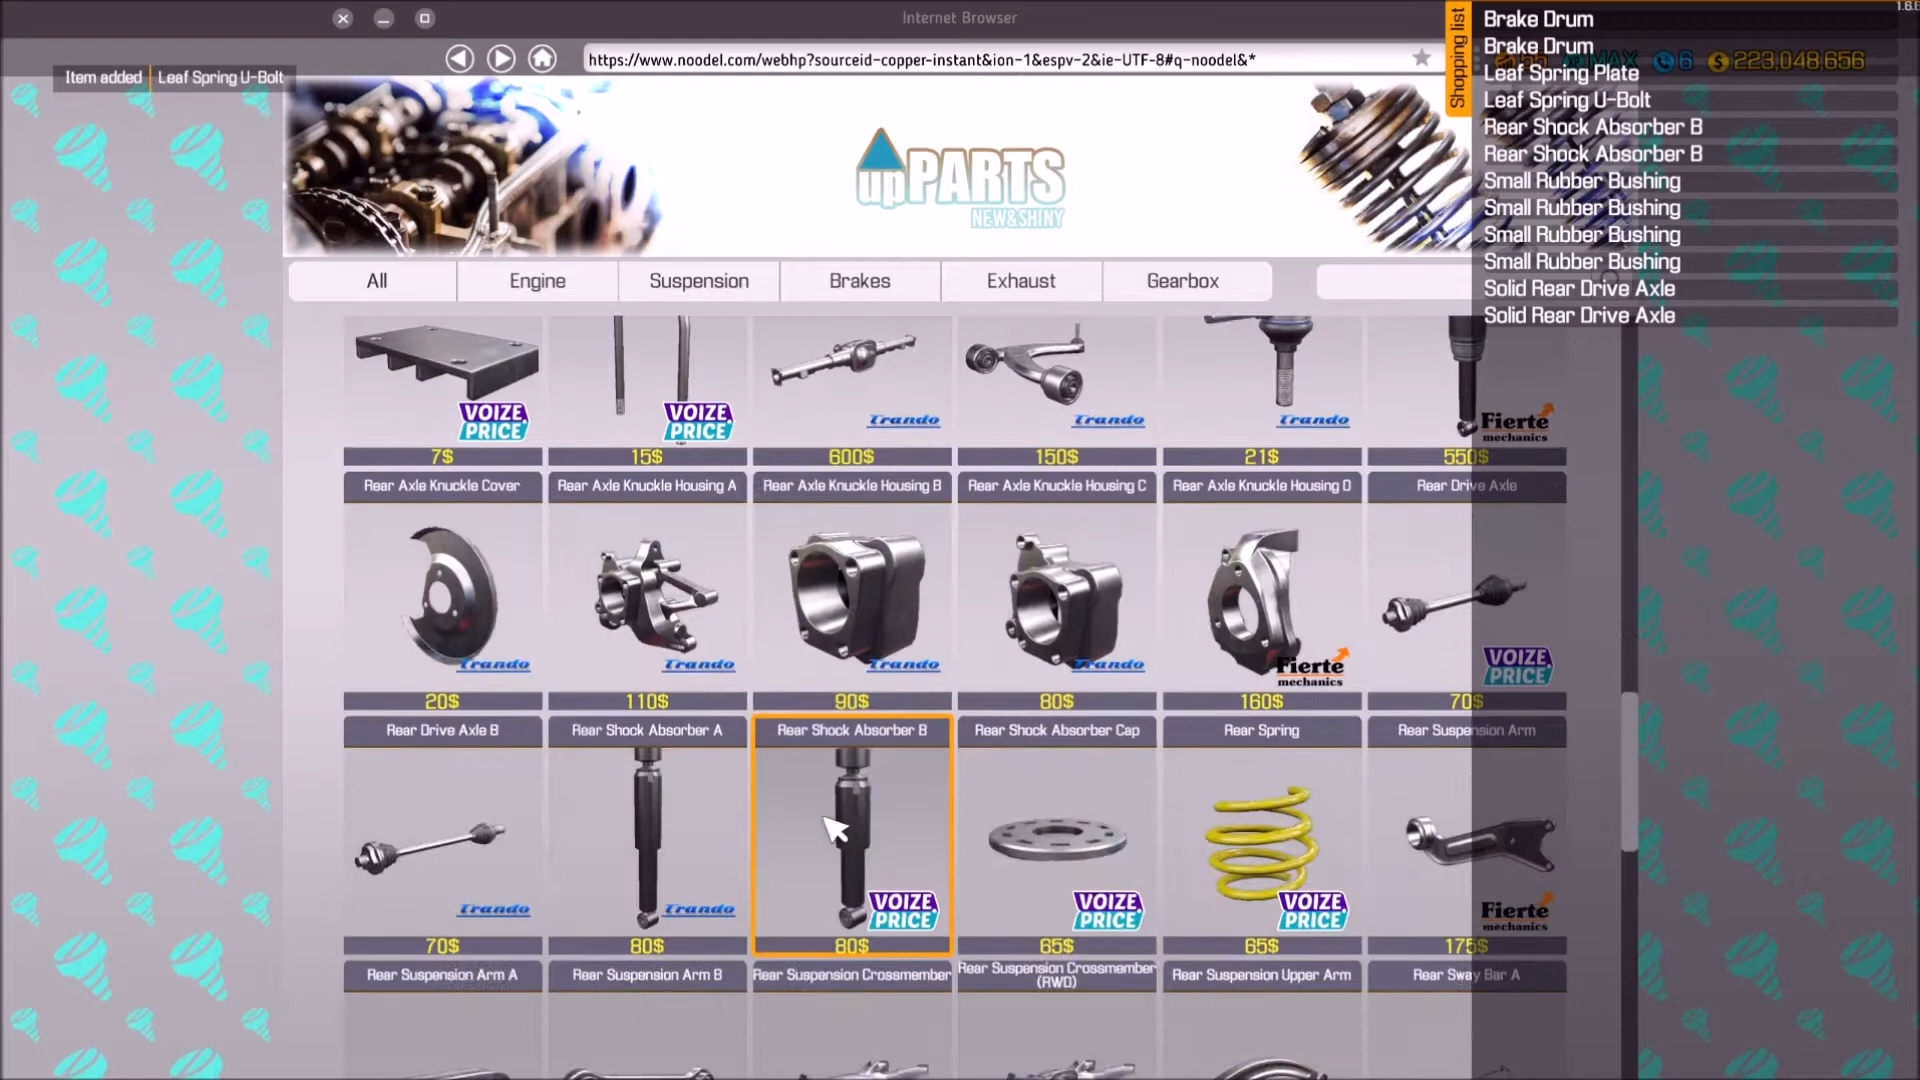 Internet Browser
1.6.8
https://www.noodel.com/webhp?sourceid-copper-instant&ion-1&espv-2&ie-UTF-8#q-noodel&*
6
223,048,656
Item added
Leaf Spring U-Bolt
Shopping list
Brake Drum
Brake Drum
Leaf Spring Plate
Leaf Spring U-Bolt
Rear Shock Absorber B
Rear Shock Absorber B
Small Rubber Bushing
Small Rubber Bushing
Small Rubber Bushing
Small Rubber Bushing
Solid Rear Drive Axle
Solid Rear Drive Axle
upPARTS
NEW&SHINY
All
Engine
Suspension
Brakes
Exhaust
Gearbox
VOIZE
PRICE
VOIZE
PRICE
Trando
Trando
Trando
Fierte
mechanics
7$
15$
600$
150$
21$
550$
Rear Axle Knuckle Cover
Rear Axle Knuckle Housing A
Rear Axle Knuckle Housing B
Rear Axle Knuckle Housing C
Rear Axle Knuckle Housing D
Rear Drive Axle
Trando
Trando
Trando
Trando
Fierte
mechanics
VOIZE
PRICE
20$
110$
90$
80$
160$
70$
Rear Drive Axle B
Rear Shock Absorber A
Rear Shock Absorber B
Rear Shock Absorber Cap
Rear Spring
Rear Suspension Arm
Trando
Trando
VOIZE
PRICE
VOIZE
PRICE
VOIZE
PRICE
Fierte
mechanics
70$
80$
80$
65$
65$
175$
Rear Suspension Arm A
Rear Suspension Arm B
Rear Suspension Crossmember
Rear Suspension Crossmember
(RWD)
Rear Suspension Upper Arm
Rear Sway Bar A